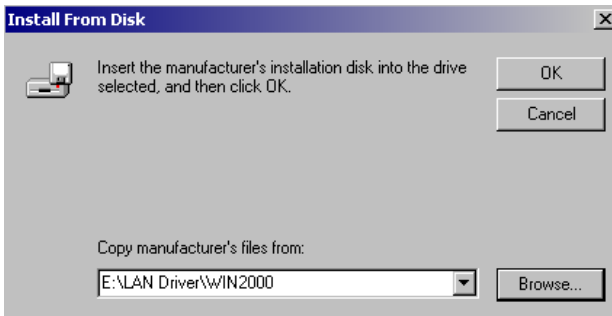 Install From Disk
Insert the manufacturer's installation disk into the drive
selected, and then click OK.
OK
Cancel
Copy manufacturer's files from:
E:\LAN Driver\WIN2000
Browse...